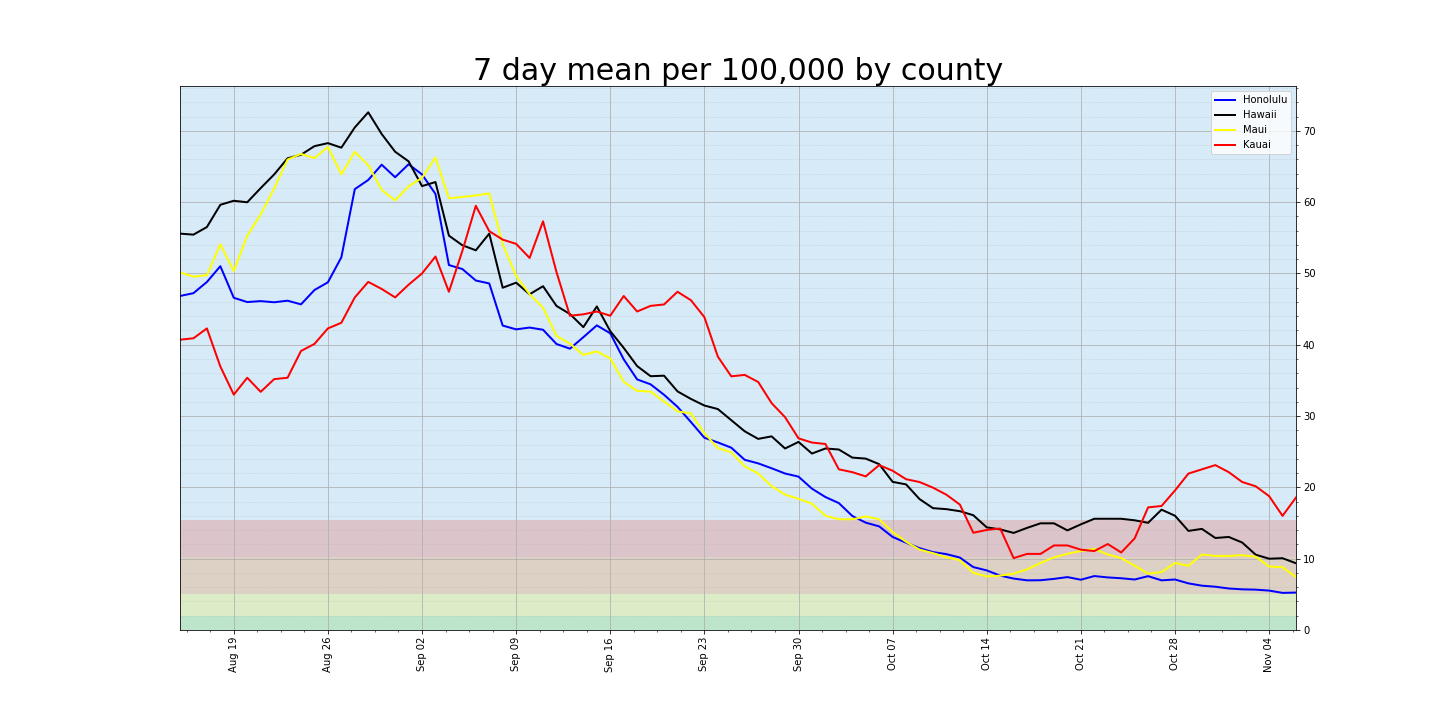 7 day mean per 100,000 by county
Honolulu
Hawaii
Maui
Kauai
70
60
50
40
30
20
10
0
Aug 19
Aug 26
Sep 02
Sep 09
Sep 16
Sep 23
Sep 30
Oct 07
Oct 14
Oct 21
Oct 28
Nov 04